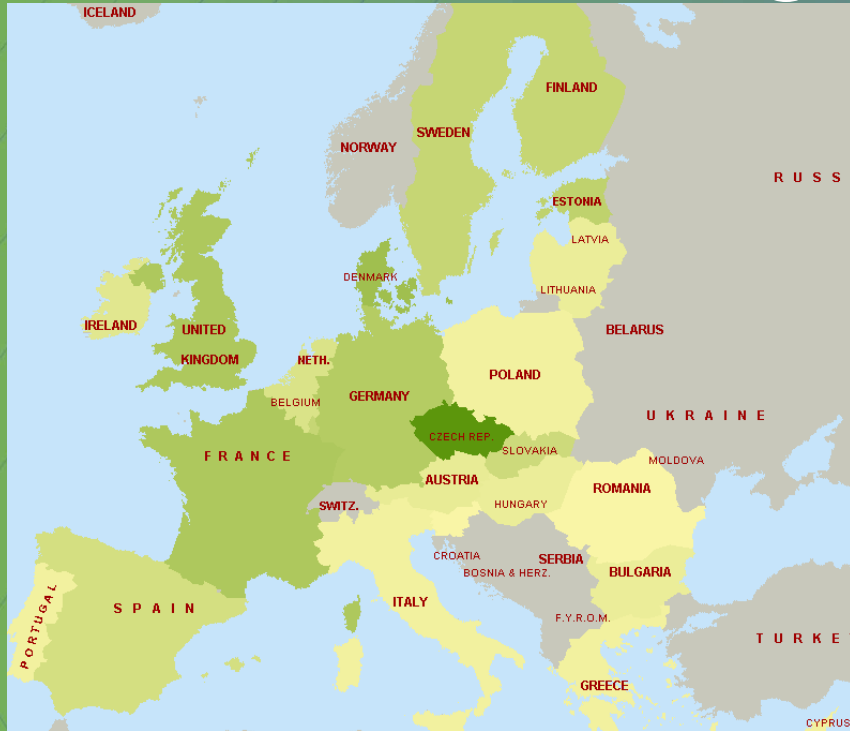 ICELAND
FINLAND
SWEDEN
NORWAY
RUSS
ESTONIA
LATVIA
DENMARK
LITHUANIA
IRELAND
UNITED
KINGDOM
BELARUS
NETH.
POLAND
GERMANY
BELGIUM
UKRAINE
CZECH REP.
SLOVAKIA
FRANCE
MOLDOVA
AUSTRIA
ROMANIA
HUNGARY
SWITZ.
CROATIA
SERBIA
BOSNIA & HERZ.
BULGARIA
PORTUGAL
SPAIN
ITALY
F.Y.R.O.M.
TURKE
GREECE
CYPRUS